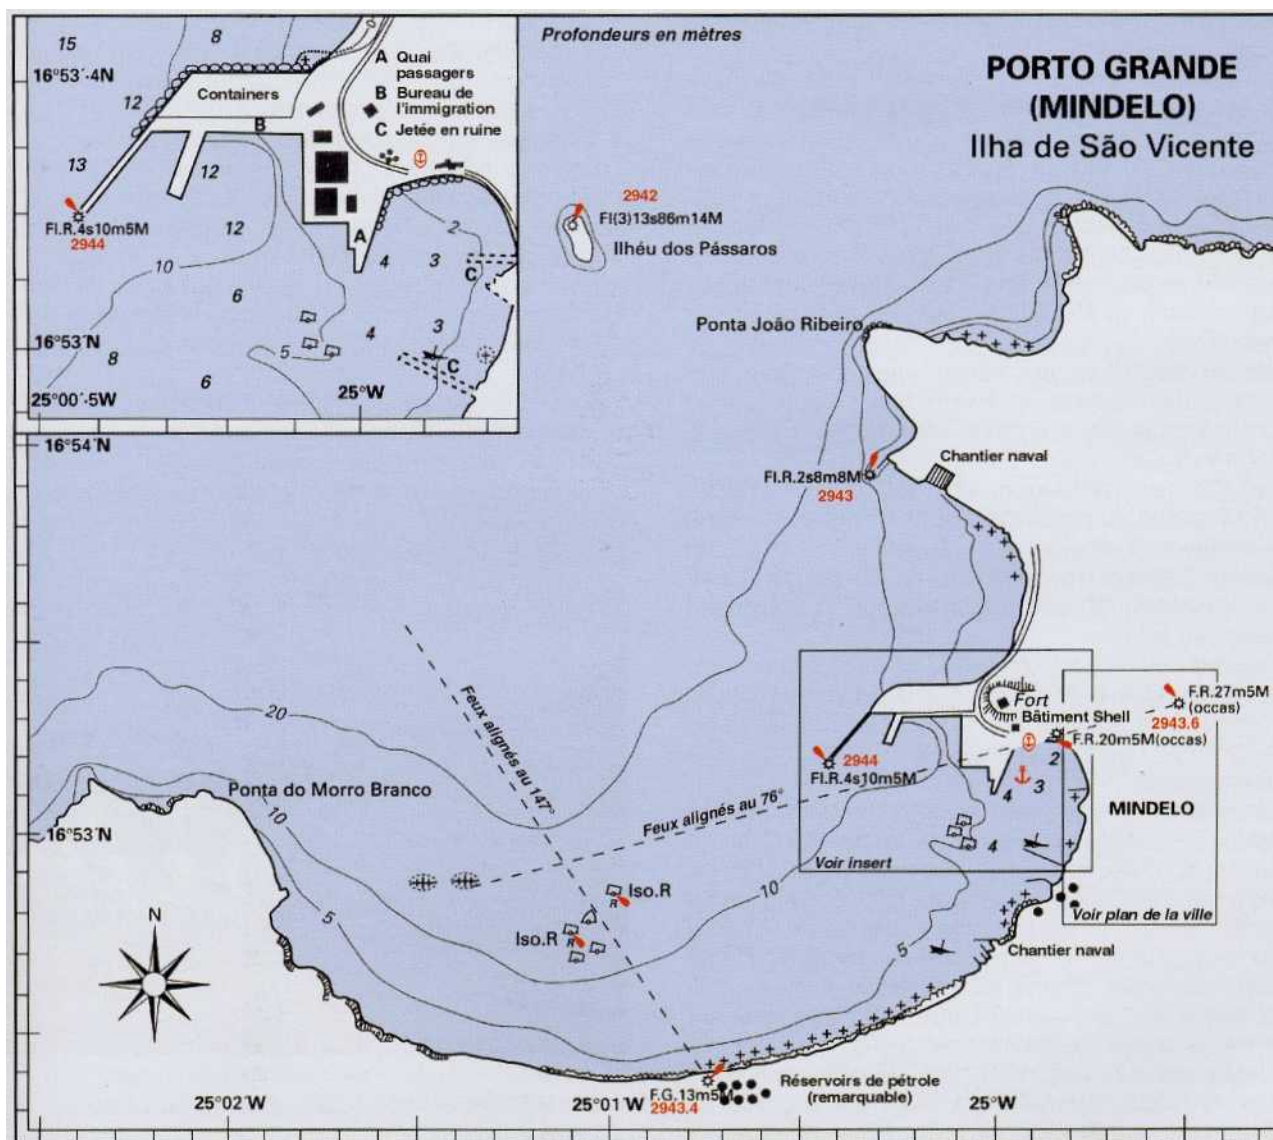 Profondeurs en mètres
PORTO GRANDE
(MINDELO)
Ilha de São Vicente
15
8
16°53´·4N
12
Containers
A Quai
passagers
B Bureau de
l'immigration
C Jetée en ruine
B
13
12
12
Fl.R.4s10m5M
2944
2
A
4
3
C
10
6
4
3
16°53´N
8
5
C
6
25°00´·5W
25°W
2942
Fl(3)13s86m14M
Ilhéu dos Pássaros
Ponta João Ribeiro
16°54´N
Chantier naval
Fl.R.2s8m8M
2943
Fort
F.R.27m5M
(occas)
Bâtiment Shell
2943.6
F.R.20m5M(occas)
20
Feux alignés au 147°
2944
Fl.R.4s10m5M
2
3
4
Ponta do Morro Branco
10
Feux alignés au 76°
MINDELO
16°53´N
4
Voir insert
10
5
Iso.R
R
Voir plan de la ville
N
Iso.R
R
5
Chantier naval
F.G.13m5M
2943.4
Réservoirs de pétrole
(remarquable)
25°02´W
25°01´W
25°W